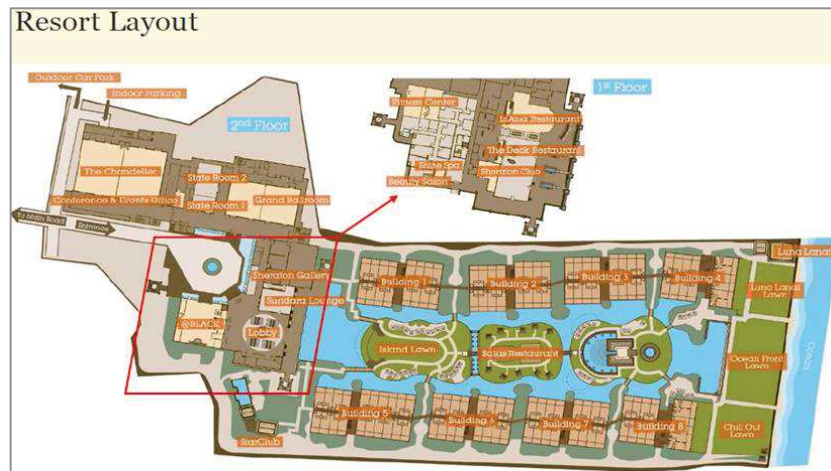 Resort Layout
Outdoor Car Park
Indoor Parking
2nd Floor
1st Floor
Fitness Center
The Deck Restaurant
Shine Spa
Sheraton Club
Beauty Salon
The Chandelier
State Room 2
Conference & Events Office
State Room 1
Grand Ballroom
To Main Road
Entrance
Sheraton Gallery
Sundara Lounge
@BLACK
Lobby
Building 1
Building 2
Building 3
Building 4
Luna Lanai
Luna Lanai
Lawn
Island Lawn
Restaurant
Ocean Front
Lawn
Ocean
Building 5
Building 6
Building 7
Building 8
Chill Out
Lawn
StarClub